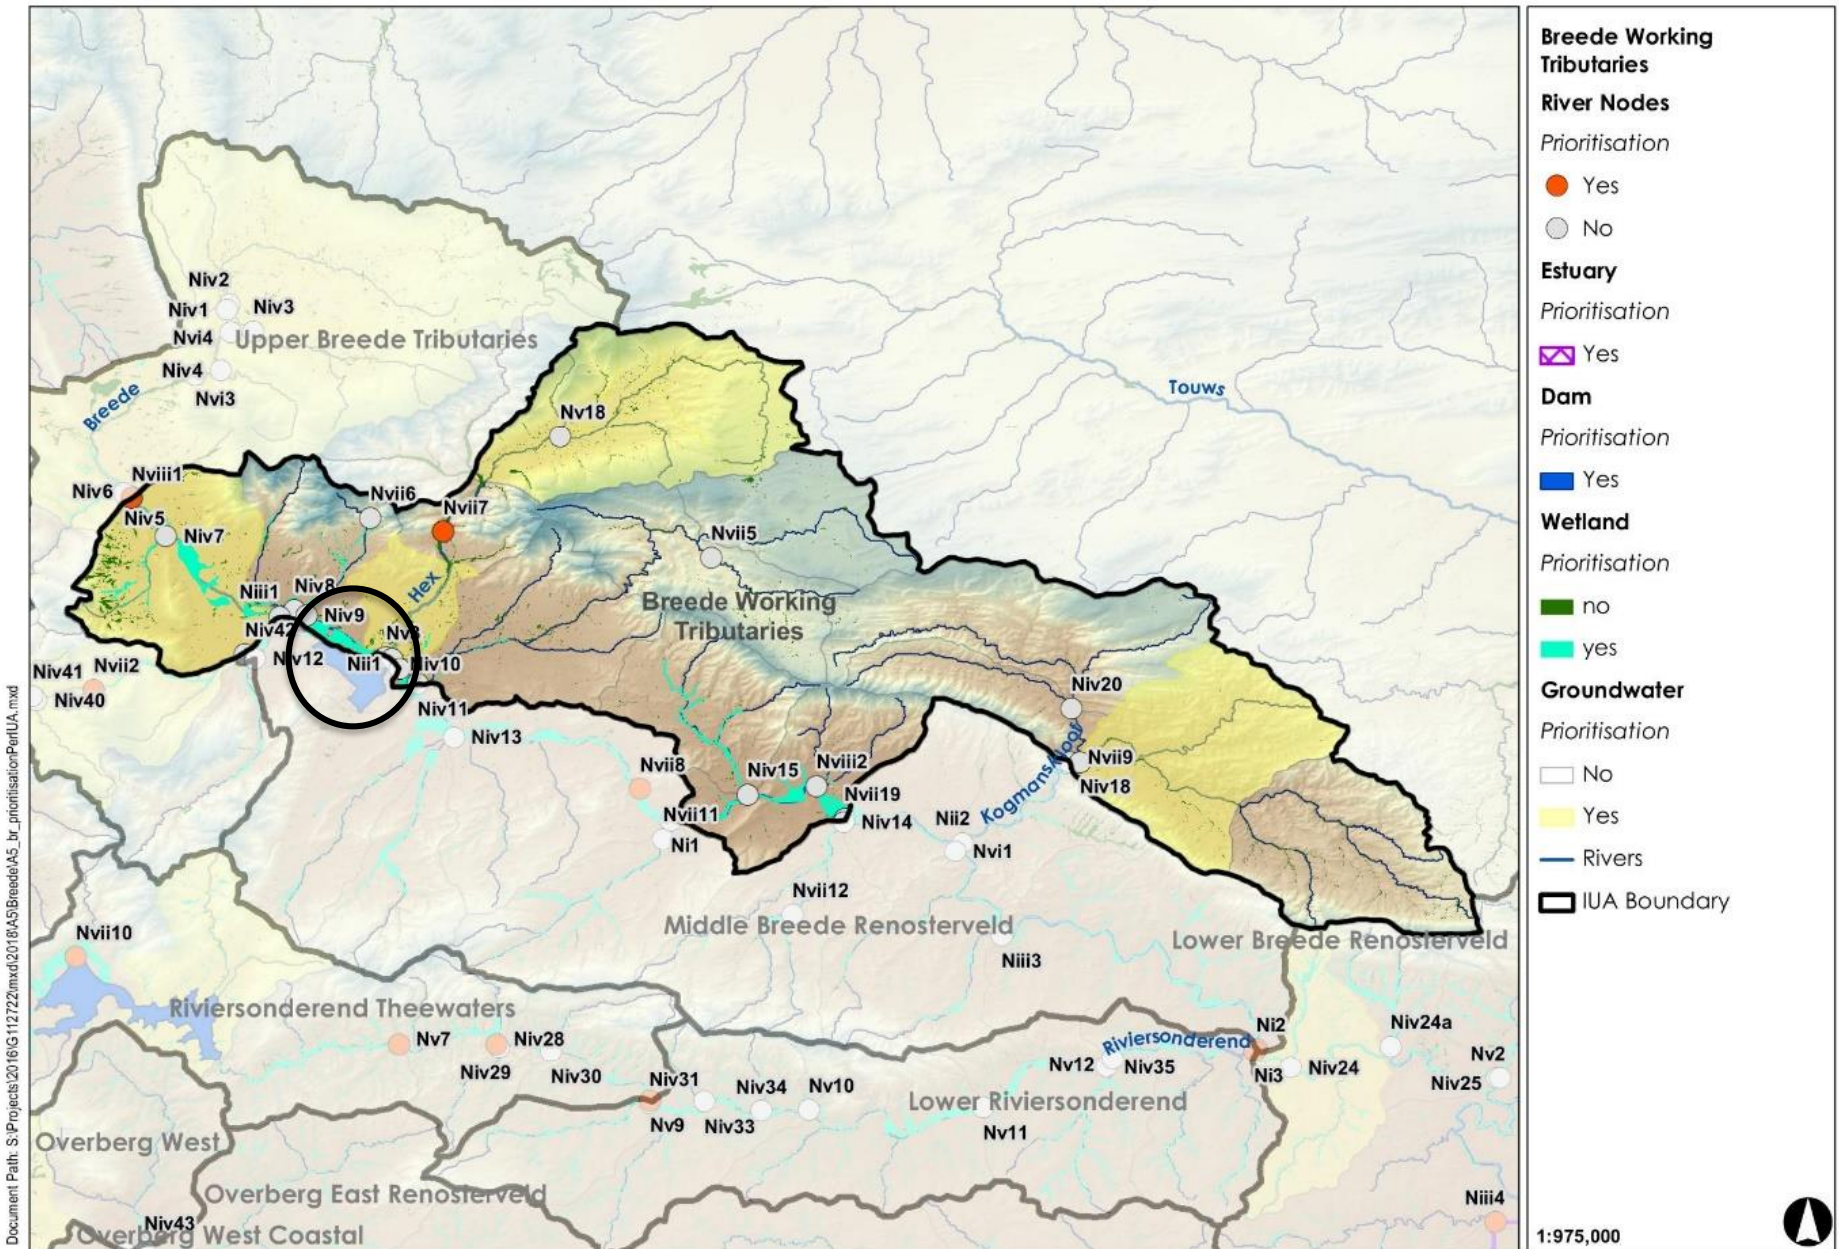 Niv2
Niv1
Niv3
Nvi4
Upper Breede Tributaries
Niv4
Nvi3
Breede
Touws
Nv18
Nviii1
Niv6
Niv5
Niv7
Nvii6
Nvii7
Nvii5
Hex
Niii1
Niv8
Niv9
Niv42
Niv12
Nii1
Niv10
Breede Working
Tributaries
Niv41
Nvii2
Niv40
Niv11
Niv13
Niv20
Nvii9
Niv18
Nvii8
Niv15
Nviii2
Nvii19
Nvii11
Niv14
Ni1
Nii2
Nvi1
Nvii12
Middle Breede Renosterveld
Lower Breede Renosterveld
Niii3
Nvii10
Riviersonderend Theewaters
Nv7
Niv28
Niv29
Niv30
Niv31
Niv34
Nv10
Nv9
Niv33
Lower Riviersonderend
Nv11
Nv12
Niv35
Riviersonderend
Ni2
Ni3
Niv24
Niv24a
Nv2
Niv25
Overberg West
Overberg East Renosterveld
Niv43
Overberg West Coastal
Niii4
Document Path: S:\Projects\2016\G112722\mxd\2018\A5\Breede\A5_br_prioritisationPerIUA.mxd
Breede Working
Tributaries
River Nodes
Prioritisation
Yes
No
Estuary
Prioritisation
Yes
Dam
Prioritisation
Yes
Wetland
Prioritisation
no
yes
Groundwater
Prioritisation
No
Yes
Rivers
IUA Boundary
1:975,000